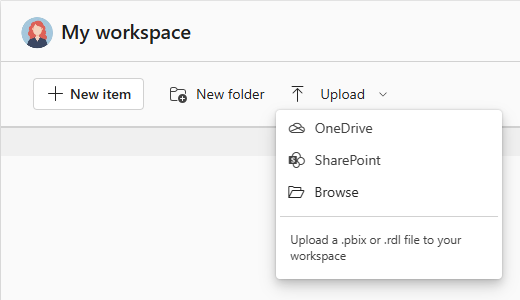 My workspace
New item
New folder
Upload
OneDrive
SharePoint
Browse
Upload a .pbix or .rdl file to your
workspace